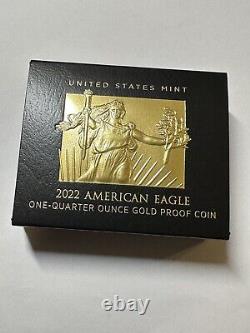 UNITED STATES MINT
2022 AMERICAN EAGLE
ONE-QUARTER OUNCE GOLD PROOF COIN